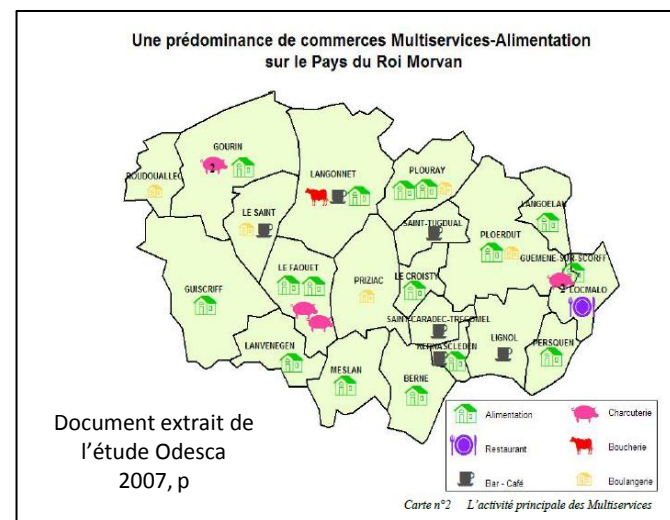 Une prédominance de commerces Multiservices-Alimentation
sur le Pays du Roi Morvan
GOURIN
ROUDOUALLEC
LANGONNET
PLOURAY
LE SAINT
SAINT-TUGDUAL
LANGOELAN
PLOERDUT
GUEMENE-SUR-SCORFF
LOCMALO
LE FAOUET
PRIZIAC
LE CROISTY
GUISCRIFF
SAINT-CARADEC-TREGOMEL
KERNASCLEDEN
LIGNOL
PERSQUEN
LANVENEGEN
MESLAN
BERNE
Document extrait de
l’étude Odesca
2007, p
Alimentation
Charcuterie
Restaurant
Boucherie
Bar - Café
Boulangerie
Carte n°2 L'activité principale des Multiservices